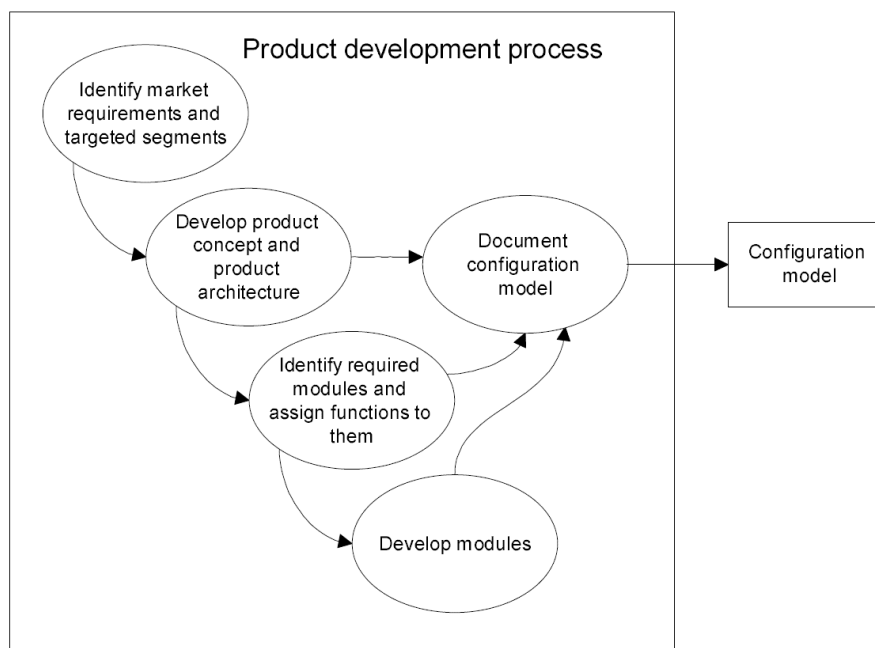 Product development process
Identify market
requirements and
targeted segments
Develop product
concept and
product
architecture
Document
configuration
model
Configuration
model
Identify required
modules and
assign functions to
them
Develop modules